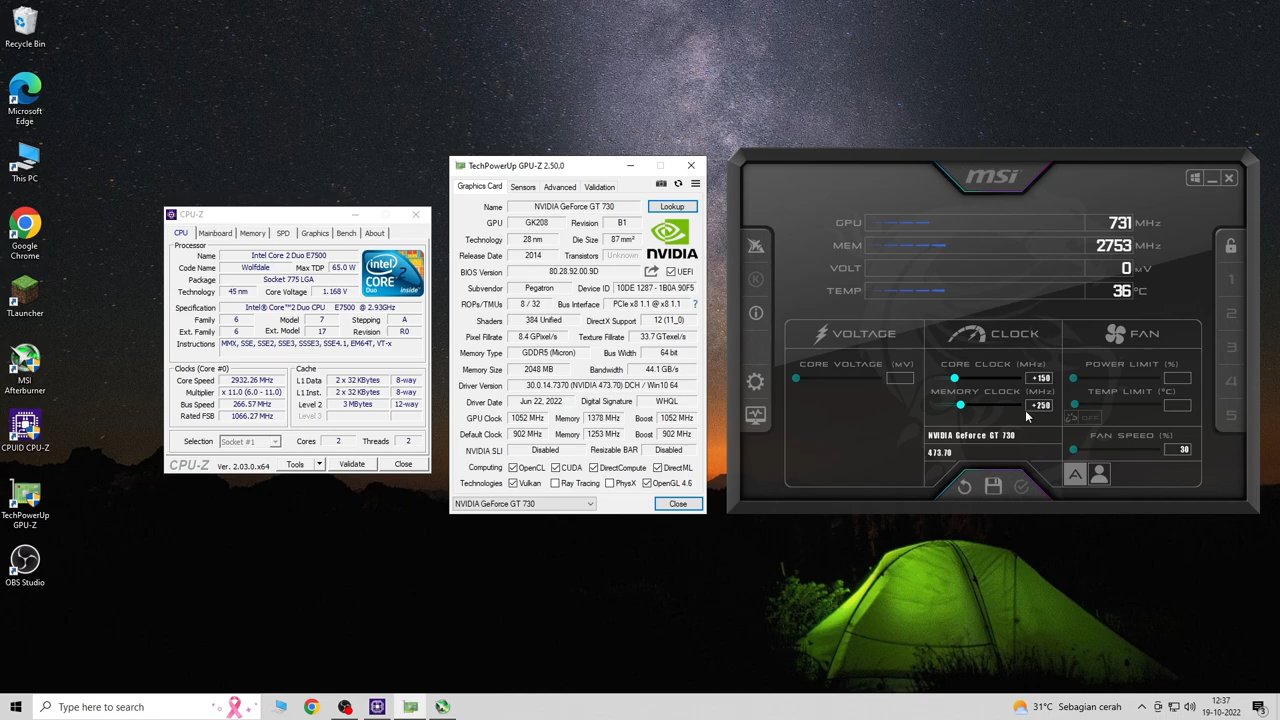 Recycle Bin
Microsoft
Edge
This PC
Google
Chrome
TLauncher
MSI
Afterburner
CPUID CPU-Z
TechPowerUp
GPU-Z
OBS Studio
CPU-Z
CPU Mainboard Memory SPD Graphics Bench About
Processor
Name Intel Core 2 Duo E7500
Code Name Wolfdale Max TDP 65.0 W
Package Socket 775 LGA
Technology 45 nm Core Voltage 1.168 V
intel
CORE
2
Duo inside™
Specification Intel® Core™2 Duo CPU E7500 @ 2.93GHz
Family 6 Model 7 Stepping A
Ext. Family 6 Ext. Model 17 Revision R0
Instructions MMX, SSE, SSE2, SSE3, SSSE3, SSE4.1, EM64T, VT-x
Clocks (Core #0)
Core Speed 2932.26 MHz
Multiplier x 11.0 (6.0 - 11.0)
Bus Speed 266.57 MHz
Rated FSB 1066.27 MHz
Cache
L1 Data 2 x 32 KBytes 8-way
L1 Inst. 2 x 32 KBytes 8-way
Level 2 3 MBytes 12-way
Level 3
Selection Socket #1 Cores 2 Threads 2
CPU-Z Ver. 2.03.0.x64 Tools Validate Close
TechPowerUp GPU-Z 2.50.0
Graphics Card Sensors Advanced Validation
Name NVIDIA GeForce GT 730 Lookup
GPU GK208 Revision B1
Technology 28 nm Die Size 87 mm²
Release Date 2014 Transistors Unknown
NVIDIA
BIOS Version 80.28.92.00.9D UEFI
Subvendor Pegatron Device ID 10DE 1287 - 1B0A 90F5
ROPs/TMUs 8 / 32 Bus Interface PCIe x8 1.1 @ x8 1.1 ?
Shaders 384 Unified DirectX Support 12 (11_0)
Pixel Fillrate 8.4 GPixel/s Texture Fillrate 33.7 GTexel/s
Memory Type GDDR5 (Micron) Bus Width 64 bit
Memory Size 2048 MB Bandwidth 44.1 GB/s
Driver Version 30.0.14.7370 (NVIDIA 473.70) DCH / Win10 64
Driver Date Jun 22, 2022 Digital Signature WHQL
GPU Clock 1052 MHz Memory 1378 MHz Boost 1052 MHz
Default Clock 902 MHz Memory 1253 MHz Boost 902 MHz
NVIDIA SLI Disabled Resizable BAR Disabled
Computing OpenCL CUDA DirectCompute DirectML
Technologies Vulkan Ray Tracing PhysX OpenGL 4.6
NVIDIA GeForce GT 730 Close
msi
GPU 731 MHz
MEM 2753 MHz
VOLT 0 mV
TEMP 36 °C
K
i
1
2
3
4
5
VOLTAGE
CORE VOLTAGE (MV)
CLOCK
CORE CLOCK (MHz)
+150
MEMORY CLOCK (MHz)
+250
NVIDIA GeForce GT 730
473.70
FAN
POWER LIMIT (%)
TEMP LIMIT (°C)
OFF
FAN SPEED (%)
30
A
Type here to search
31°C Sebagian cerah
12:37
19-10-2022
3